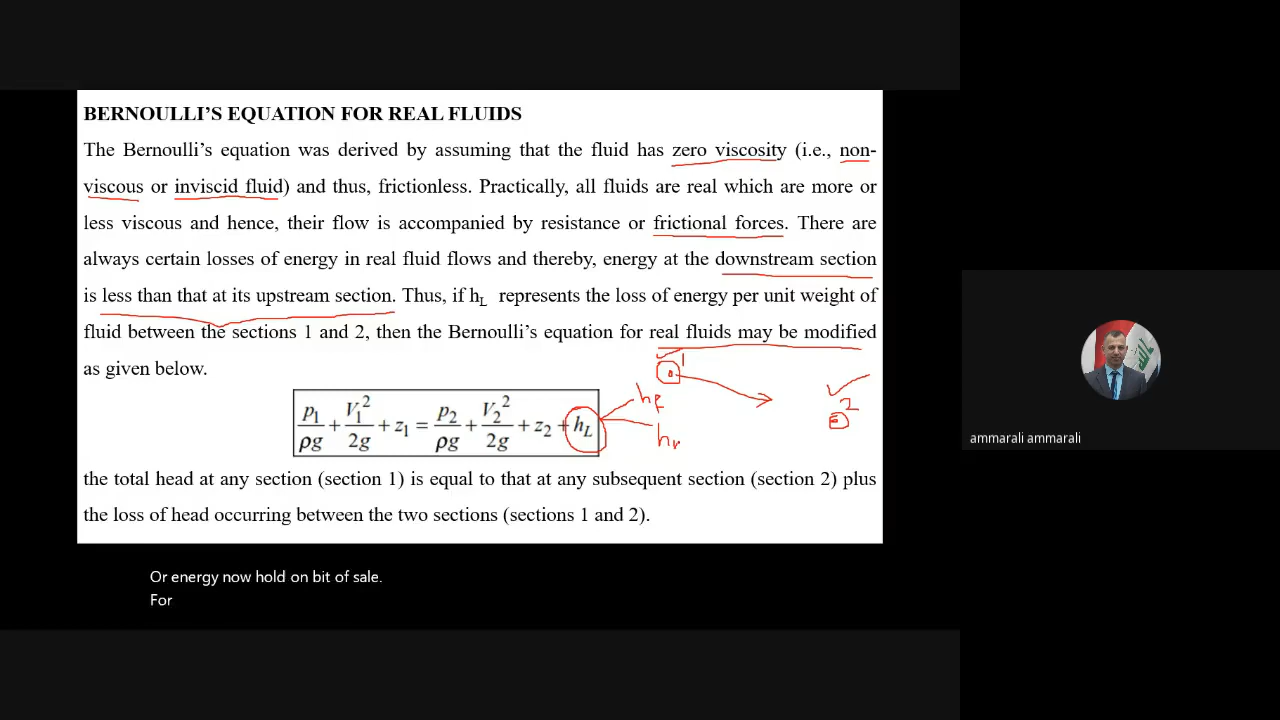 BERNOULLI'S EQUATION FOR REAL FLUIDS
The Bernoulli's equation was derived by assuming that the fluid has zero viscosity (i.e., non-
viscous or inviscid fluid) and thus, frictionless. Practically, all fluids are real which are more or
less viscous and hence, their flow is accompanied by resistance or frictional forces. There are
always certain losses of energy in real fluid flows and thereby, energy at the downstream section
is less than that at its upstream section. Thus, if h_L represents the loss of energy per unit weight of
fluid between the sections 1 and 2, then the Bernoulli's equation for real fluids may be modified
as given below.
1
2
h_f
p₁/ρg + V₁²/2g + z₁ = p₂/ρg + V₂²/2g + z₂ + h_L
the total head at any section (section 1) is equal to that at any subsequent section (section 2) plus
the loss of head occurring between the two sections (sections 1 and 2).
ammarali ammarali
Or energy now hold on bit of sale.
For